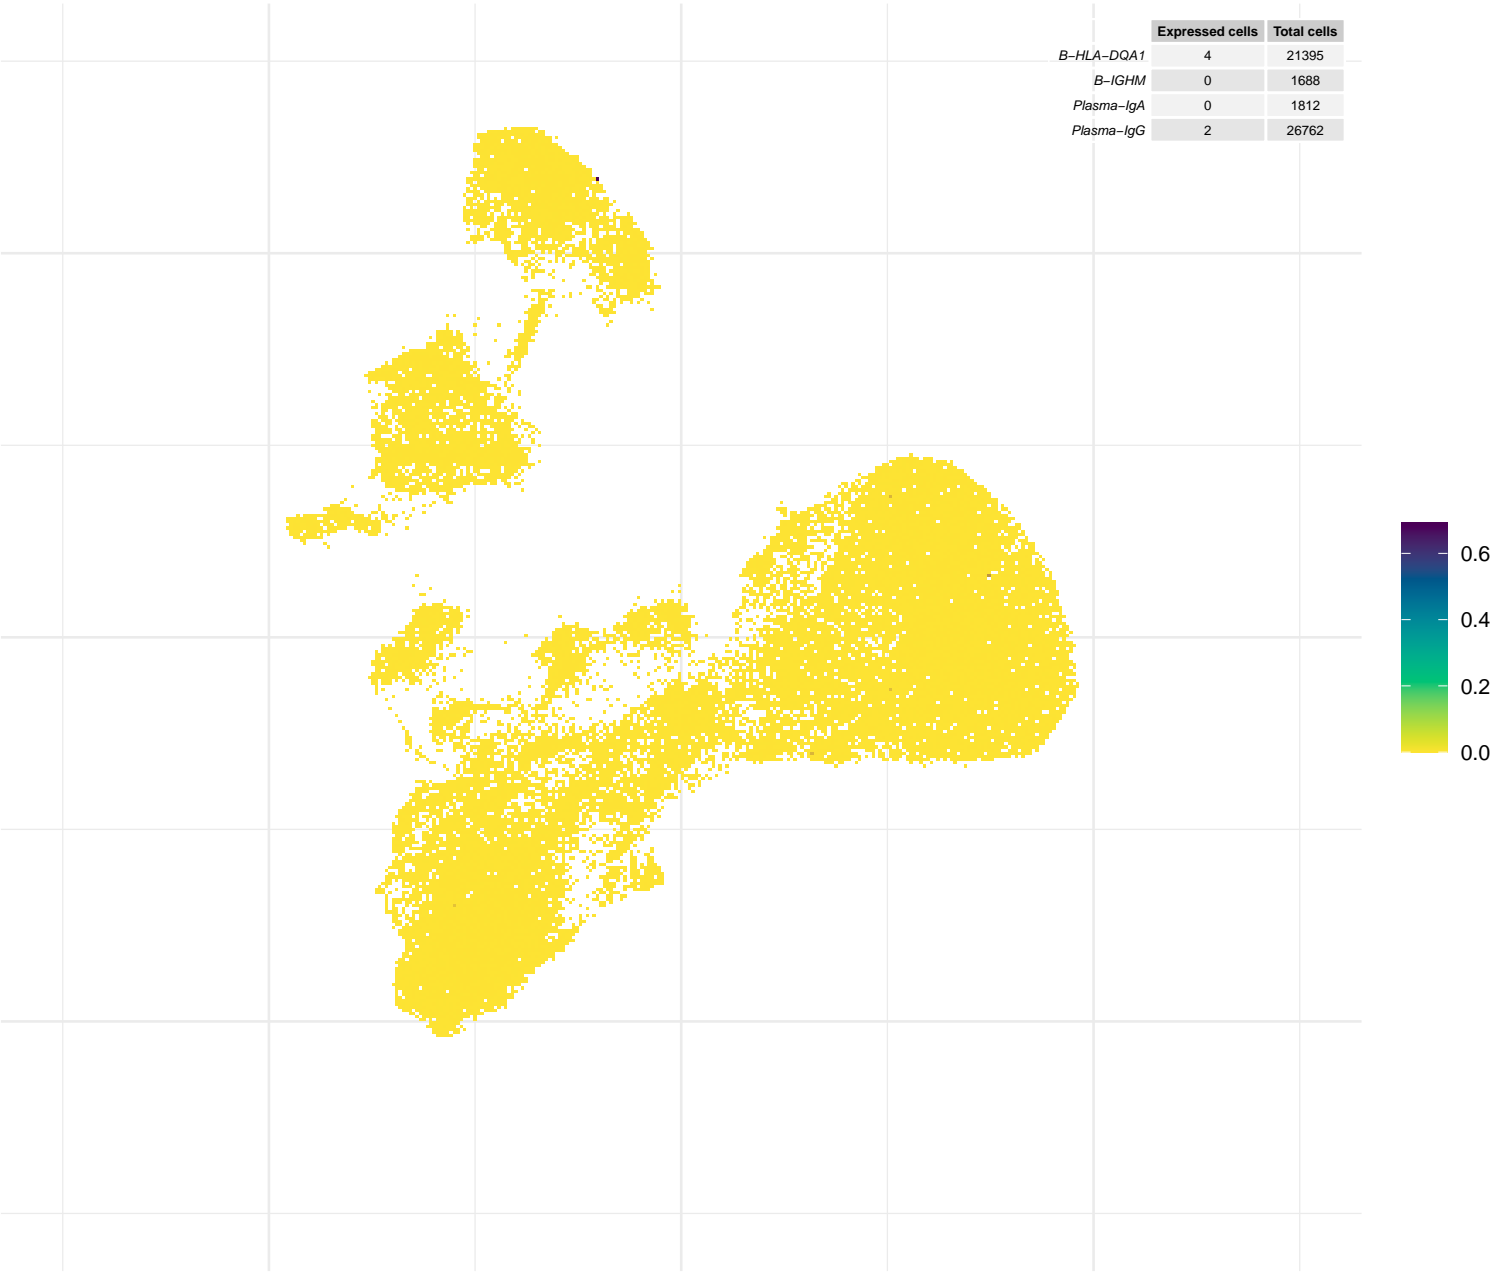 Expressed cells Total cells
B−HLA−DQA1 4 21395
B−IGHM 0 1688
Plasma−IgA 0 1812
Plasma−IgG 2 26762
0.6
0.4
0.2
0.0